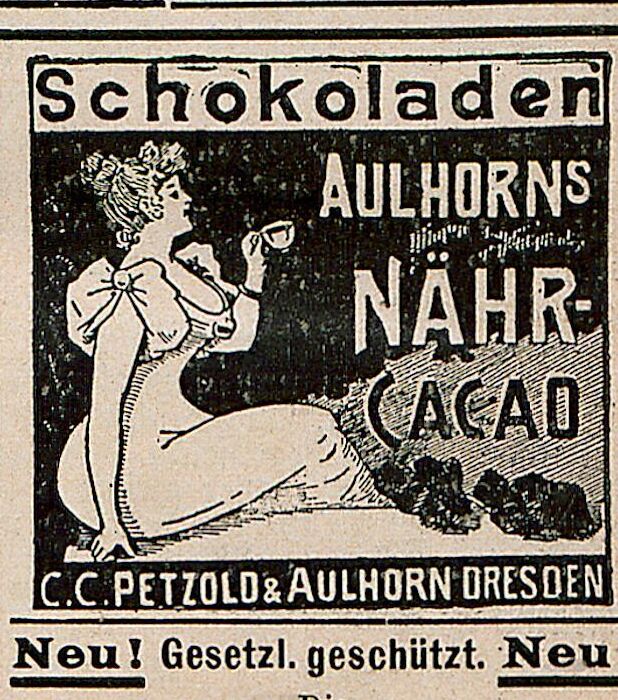 Schokoladen
AULHORNS
NÄHR-
CACAO
C.C. PETZOLD & AULHORN DRESDEN
Neu! Gesetzl. geschützt. Neu